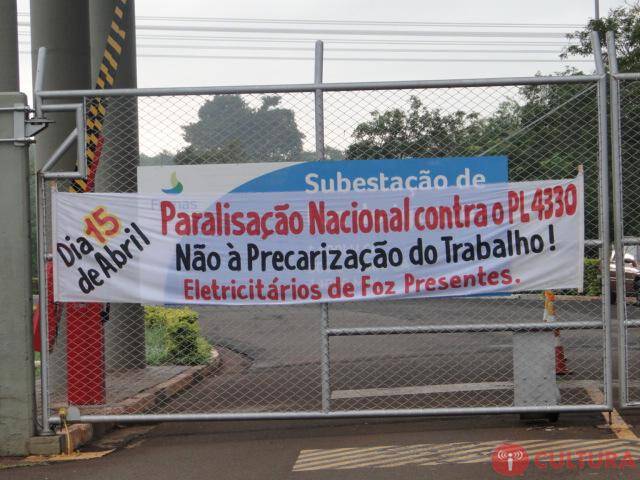 Subestação de
Furnas
Dia 15
de Abril
Paralisação Nacional contra o PL 4330
Não à Precarização do Trabalho !
Eletricitários de Foz Presentes.
CULTURA